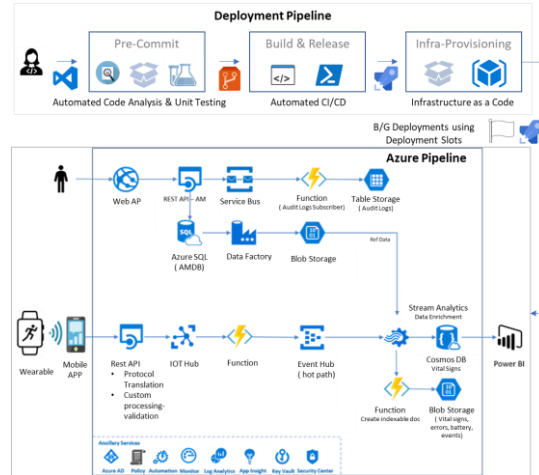 Deployment Pipeline
Pre-Commit
Build & Release
Infra-Provisioning
Automated Code Analysis & Unit Testing
Automated CI/CD
Infrastructure as a Code
B/G Deployments using
Deployment Slots
Azure Pipeline
Web AP
REST API – AM
Service Bus
Function
( Audit Logs Subscriber)
Table Storage
(Audit Logs)
SQL
Azure SQL
( AMDB)
Data Factory
Blob Storage
Ref Data
Stream Analytics
Data Enrichment
Wearable
Mobile
APP
Rest API
• Protocol
Translation
• Custom
processing-
validation
IOT Hub
Function
Event Hub
( hot path)
Cosmos DB
Vital Signs
Power BI
Function
Create indexable doc
Blob Storage
(Vital signs,
errors, battery,
events)
Ancillary Services
Azure AD
Policy
Automation
Monitor
Log Analytics
App Insight
Key Vault
Security Center